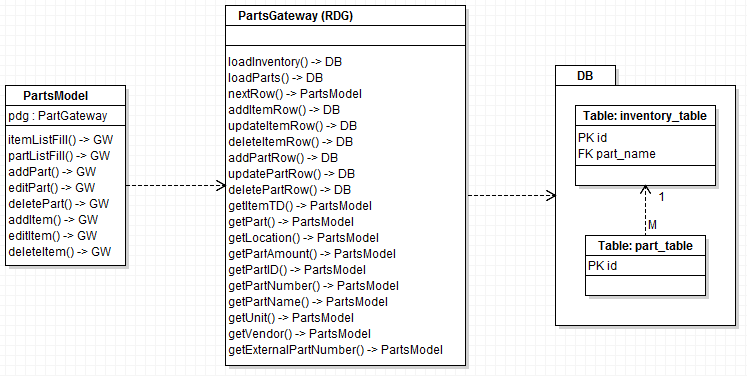 PartsModel
pdg : PartGateway
itemListFill() -> GW
partListFill() -> GW
addPart() -> GW
editPart() -> GW
deletePart() -> GW
addItem() -> GW
editItem() -> GW
deleteItem() -> GW
PartsGateway (RDG)
loadInventory() -> DB
loadParts() -> DB
nextRow() -> PartsModel
addItemRow() -> DB
updateItemRow() -> DB
deleteItemRow() -> DB
addPartRow() -> DB
updatePartRow() -> DB
deletePartRow() -> DB
getItemTD() -> PartsModel
getPart() -> PartsModel
getLocation() -> PartsModel
getPartAmount() -> PartsModel
getPartID() -> PartsModel
getPartNumber() -> PartsModel
getPartName() -> PartsModel
getUnit() -> PartsModel
getVendor() -> PartsModel
getExternalPartNumber() -> PartsModel
DB
Table: inventory_table
PK id
FK part_name
1
M
Table: part_table
PK id